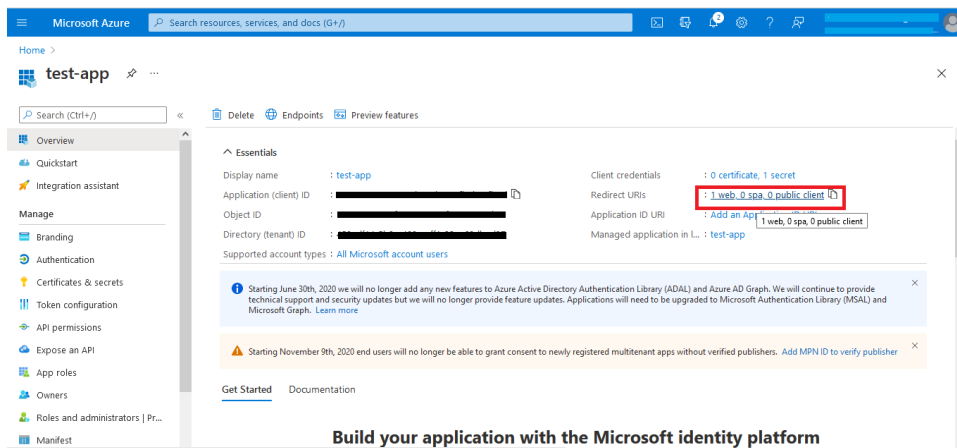 Microsoft Azure
Search resources, services, and docs (G+/)
2
Home >
test-app
Search (Ctrl+/)
«
Delete
Endpoints
Preview features
Overview
Quickstart
Integration assistant
Manage
Branding
Authentication
Certificates & secrets
Token configuration
API permissions
Expose an API
App roles
Owners
Roles and administrators | Pr...
Manifest
Essentials
Display name : test-app
Client credentials : 0 certificate, 1 secret
Application (client) ID :
Redirect URIs : 1 web, 0 spa, 0 public client
Object ID :
Application ID URI : Add an
1 web, 0 spa, 0 public client
Directory (tenant) ID :
Managed application in l... : test-app
Supported account types : All Microsoft account users
Starting June 30th, 2020 we will no longer add any new features to Azure Active Directory Authentication Library (ADAL) and Azure AD Graph. We will continue to provide
technical support and security updates but we will no longer provide feature updates. Applications will need to be upgraded to Microsoft Authentication Library (MSAL) and
Microsoft Graph. Learn more
Starting November 9th, 2020 end users will no longer be able to grant consent to newly registered multitenant apps without verified publishers. Add MPN ID to verify publisher
Get Started
Documentation
Build your application with the Microsoft identity platform